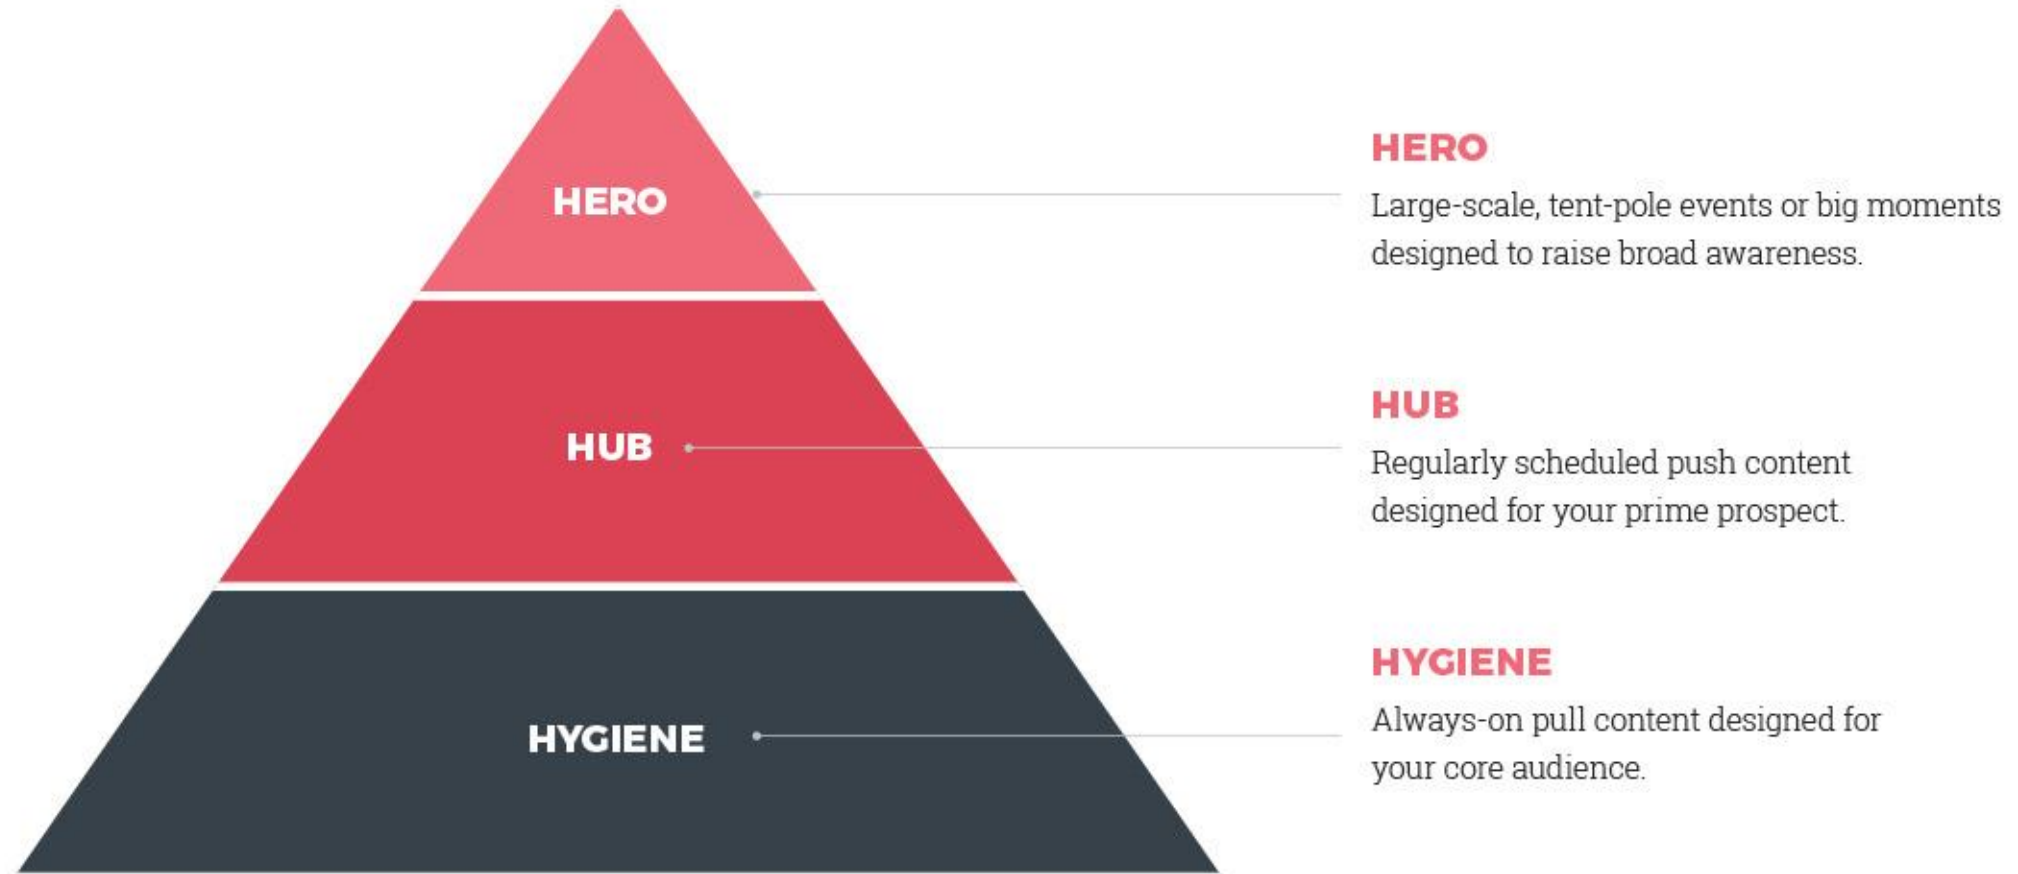 HERO
HERO
Large-scale, tent-pole events or big moments
designed to raise broad awareness.
HUB
HUB
Regularly scheduled push content
designed for your prime prospect.
HYGIENE
HYGIENE
Always-on pull content designed for
your core audience.